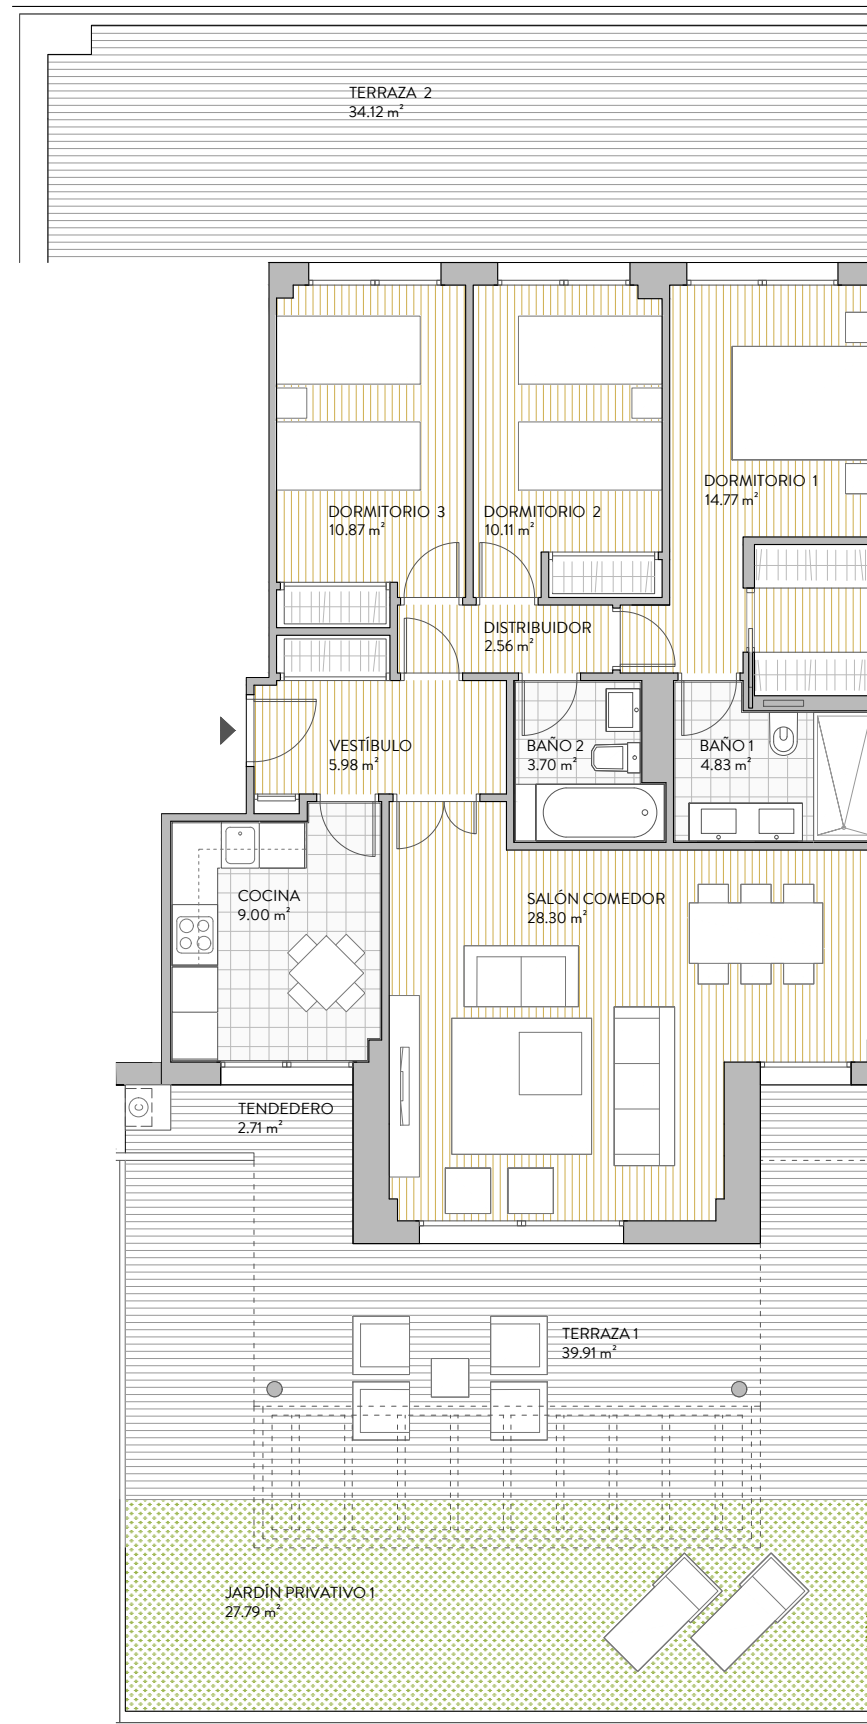 TERRAZA 2
34.12 m²
DORMITORIO 1
14.77 m²
DORMITORIO 3
10.87 m²
DORMITORIO 2
10.11 m²
DISTRIBUIDOR
2.56 m²
VESTÍBULO
5.98 m²
BAÑO 2
3.70 m²
BAÑO 1
4.83 m²
COCINA
9.00 m²
SALÓN COMEDOR
28.30 m²
C
TENDEDERO
2.71 m²
TERRAZA 1
39.91 m²
JARDÍN PRIVATIVO 1
27.79 m²